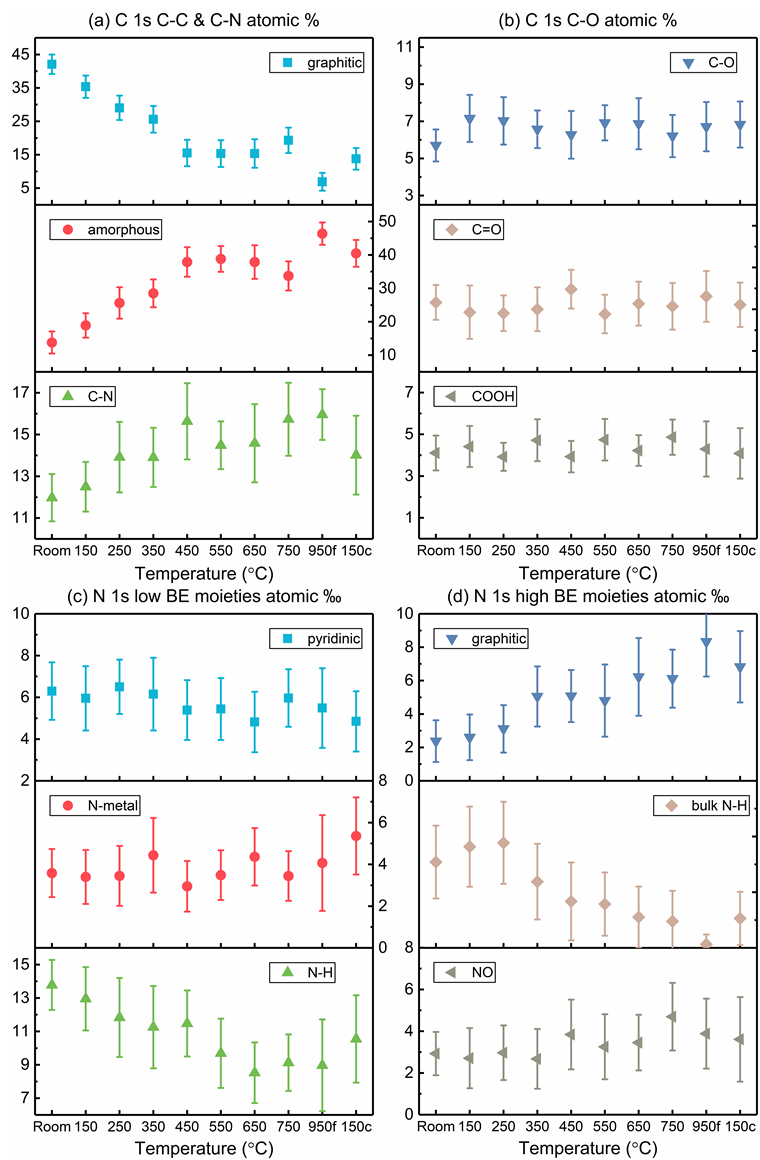 (a) C 1s C-C & C-N atomic %
45
35
25
15
5
graphitic
50
40
30
20
10
amorphous
17
15
13
11
C-N
Room 150 250 350 450 550 650 750 950f 150c
Temperature (°C)
(b) C 1s C-O atomic %
11
9
7
5
3
C-O
C=O
7
5
3
1
COOH
Room 150 250 350 450 550 650 750 950f 150c
Temperature (°C)
(c) N 1s low BE moieties atomic ‰
10
8
6
4
2
pyridinic
8
6
4
2
0
N-metal
15
13
11
9
7
N-H
Room 150 250 350 450 550 650 750 950f 150c
Temperature (°C)
(d) N 1s high BE moieties atomic ‰
10
8
6
4
2
0
graphitic
bulk N-H
8
6
4
2
0
NO
Room 150 250 350 450 550 650 750 950f 150c
Temperature (°C)